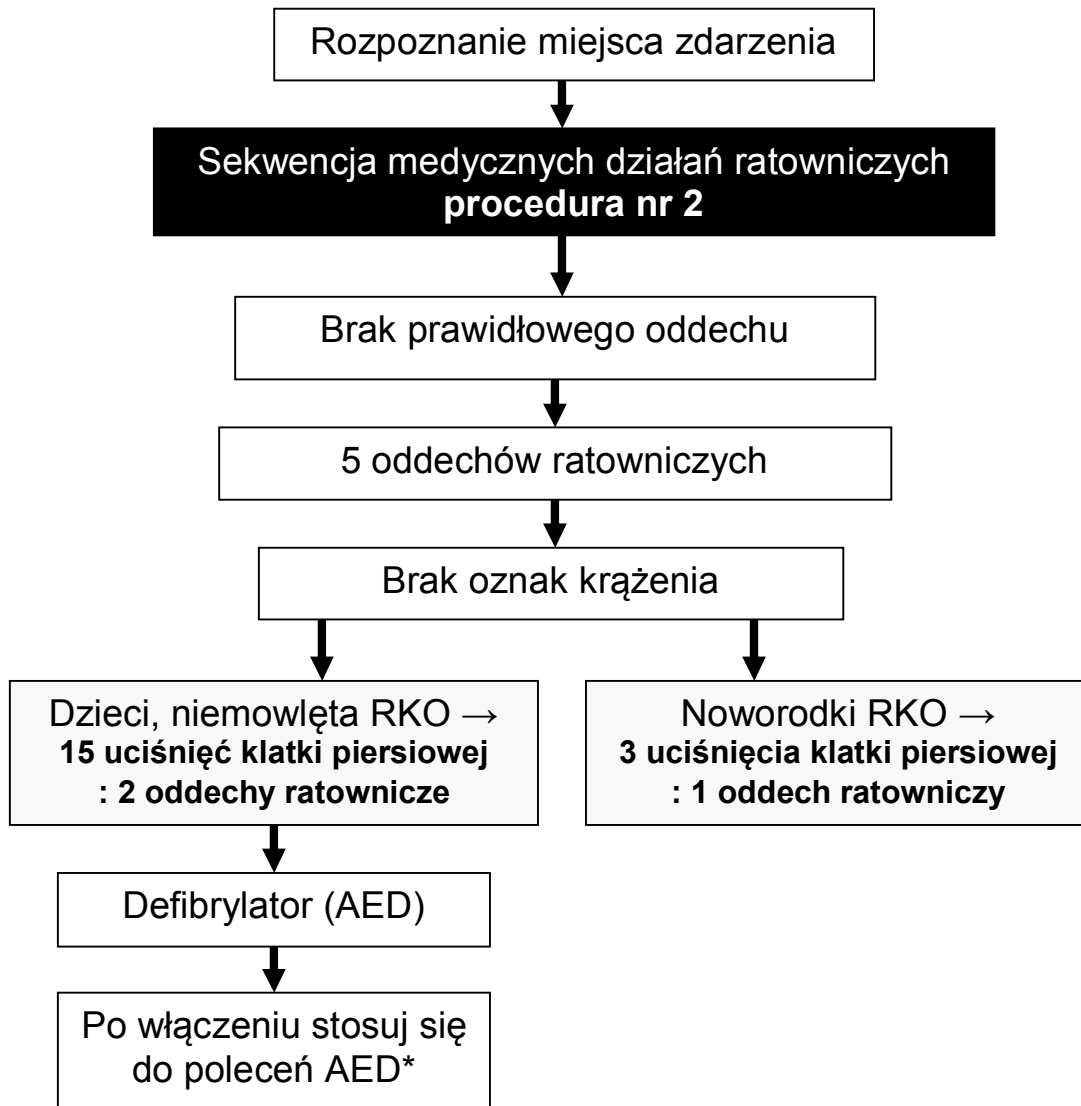 Rozpoznanie miejsca zdarzenia
Sekwencja medycznych działań ratowniczych
procedura nr 2
Brak prawidłowego oddechu
5 oddechów ratowniczych
Brak oznak krążenia
Dzieci, niemowlęta RKO →
15 uciśnięć klatki piersiowej
: 2 oddechy ratownicze
Noworodki RKO →
3 uciśnięcia klatki piersiowej
: 1 oddech ratowniczy
Defibrylator (AED)
Po włączeniu stosuj się
do poleceń AED*